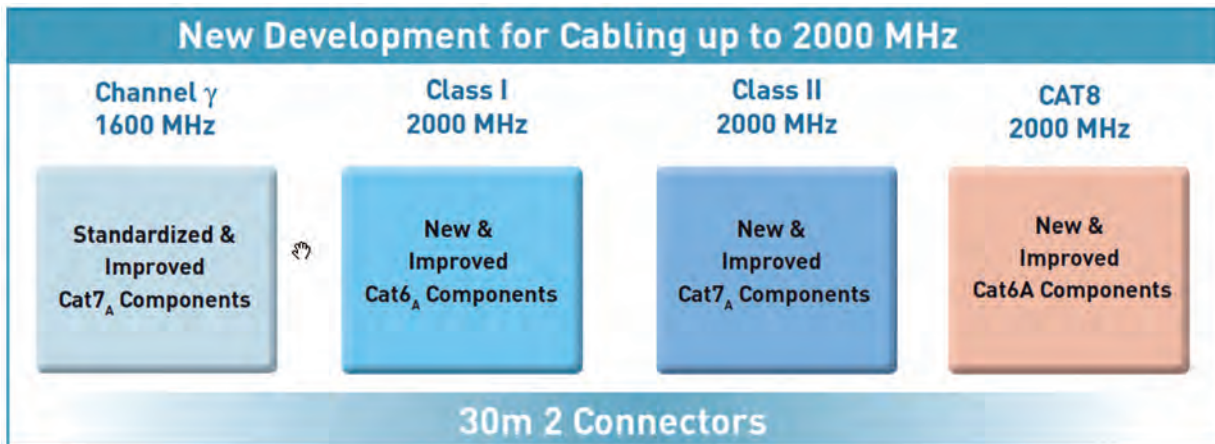 New Development for Cabling up to 2000 MHz
Channel γ
1600 MHz
Class I
2000 MHz
Class II
2000 MHz
CAT8
2000 MHz
Standardized &
Improved
Cat7A Components
New &
Improved
Cat6A Components
New &
Improved
Cat7A Components
New &
Improved
Cat6A Components
30m 2 Connectors